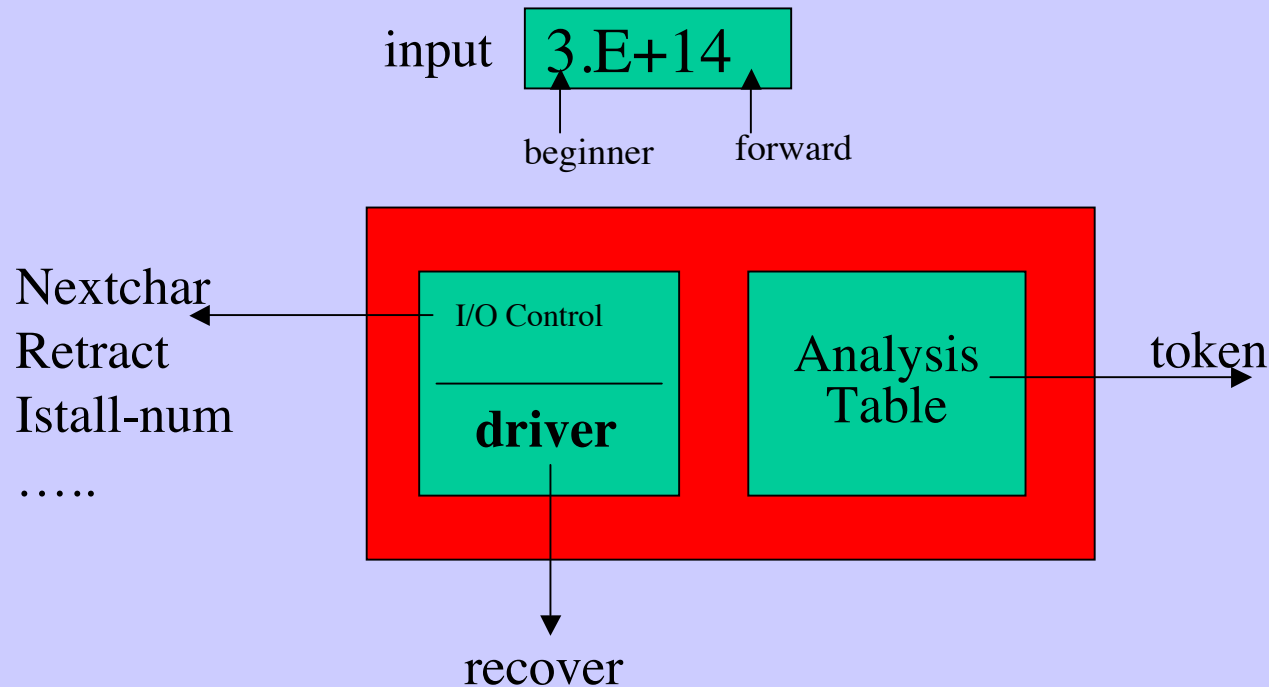 input 3.E+14
beginner forward
Nextchar
Retract
Istall-num
…..
I/O Control
driver
Analysis
Table
token
recover